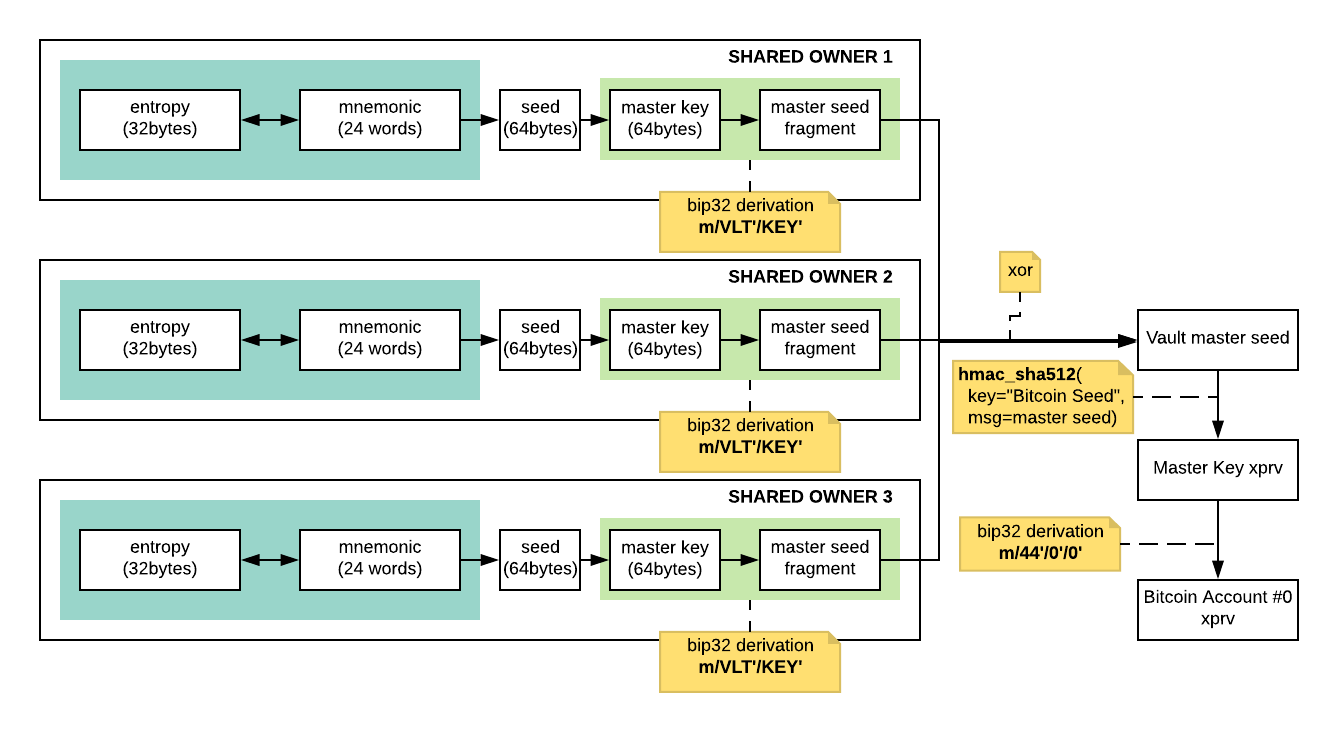 SHARED OWNER 1
entropy
(32bytes)
mnemonic
(24 words)
seed
(64bytes)
master key
(64bytes)
master seed
fragment
bip32 derivation
m/VLT'/KEY'
SHARED OWNER 2
entropy
(32bytes)
mnemonic
(24 words)
seed
(64bytes)
master key
(64bytes)
master seed
fragment
bip32 derivation
m/VLT'/KEY'
SHARED OWNER 3
entropy
(32bytes)
mnemonic
(24 words)
seed
(64bytes)
master key
(64bytes)
master seed
fragment
bip32 derivation
m/VLT'/KEY'
xor
Vault master seed
hmac_sha512(
key="Bitcoin Seed",
msg=master seed)
Master Key xprv
bip32 derivation
m/44'/0'/0'
Bitcoin Account #0
xprv